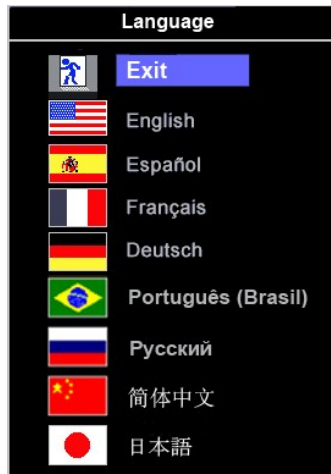 Language
Exit
English
Español
Français
Deutsch
Português (Brasil)
Русский
简体中文
日本語